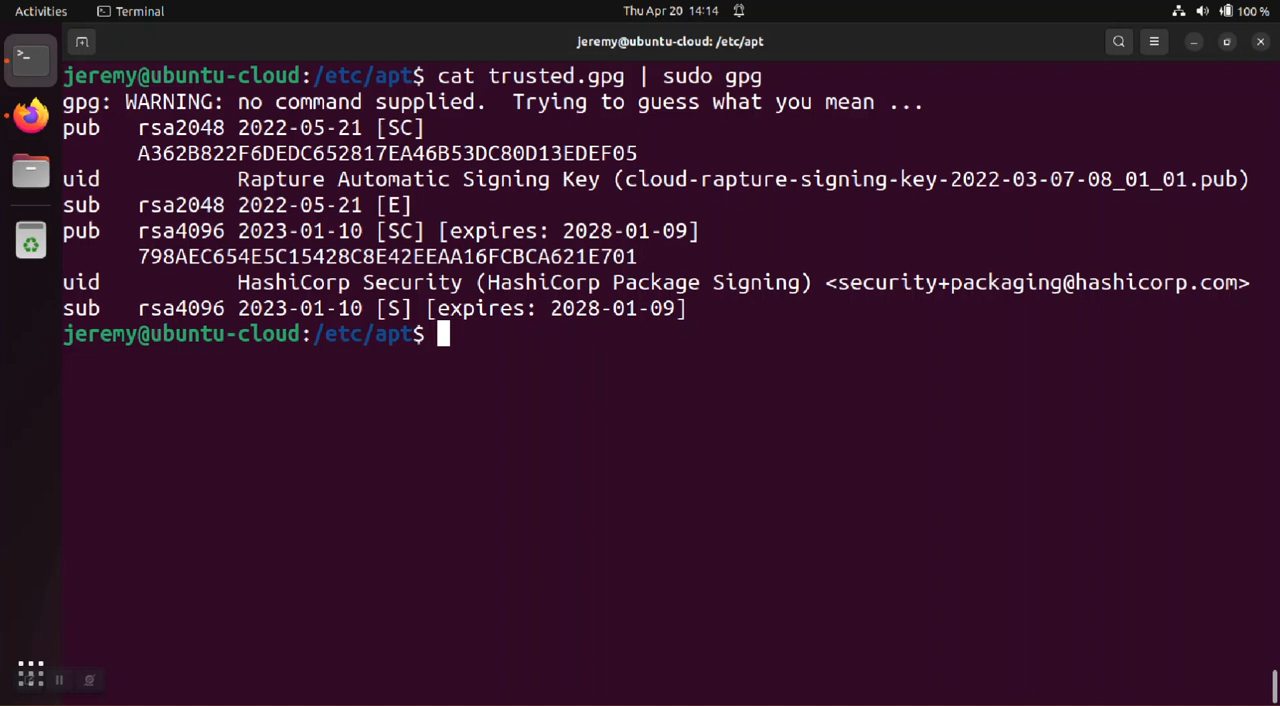 Activities Terminal Thu Apr 20 14:14 100 %
jeremy@ubuntu-cloud: /etc/apt
jeremy@ubuntu-cloud:/etc/apt$ cat trusted.gpg | sudo gpg
gpg: WARNING: no command supplied.  Trying to guess what you mean ...
pub   rsa2048 2022-05-21 [SC]
      A362B822F6DEDC652817EA46B53DC80D13EDEF05
uid           Rapture Automatic Signing Key (cloud-rapture-signing-key-2022-03-07-08_01_01.pub)
sub   rsa2048 2022-05-21 [E]
pub   rsa4096 2023-01-10 [SC] [expires: 2028-01-09]
      798AEC654E5C15428C8E42EEAA16FCBCA621E701
uid           HashiCorp Security (HashiCorp Package Signing) <security+packaging@hashicorp.com>
sub   rsa4096 2023-01-10 [S] [expires: 2028-01-09]
jeremy@ubuntu-cloud:/etc/apt$